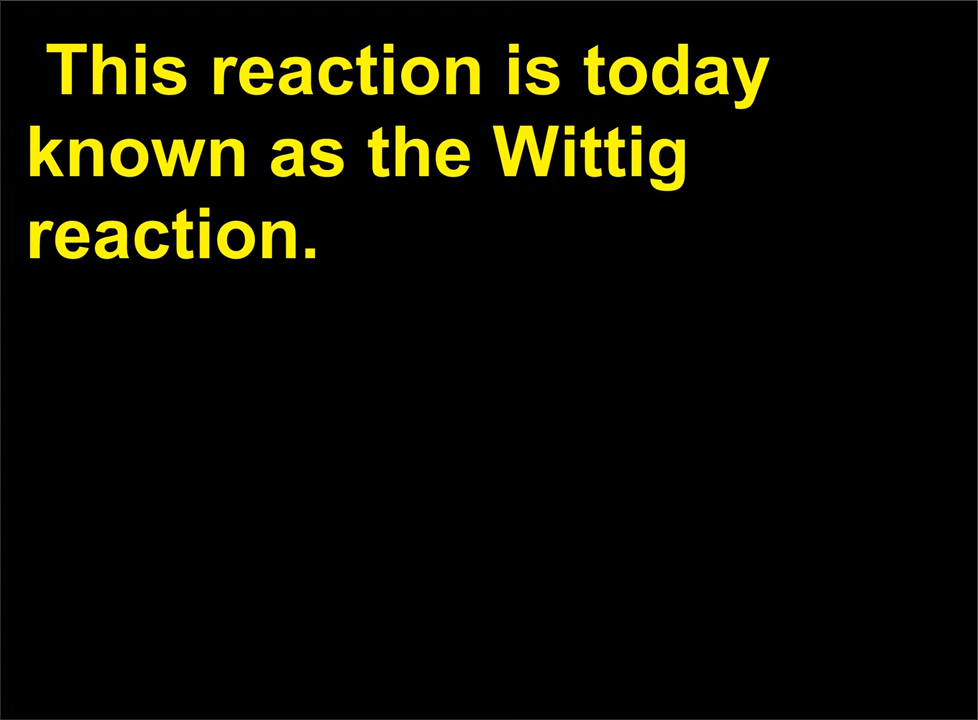 This reaction is today
known as the Wittig
reaction.